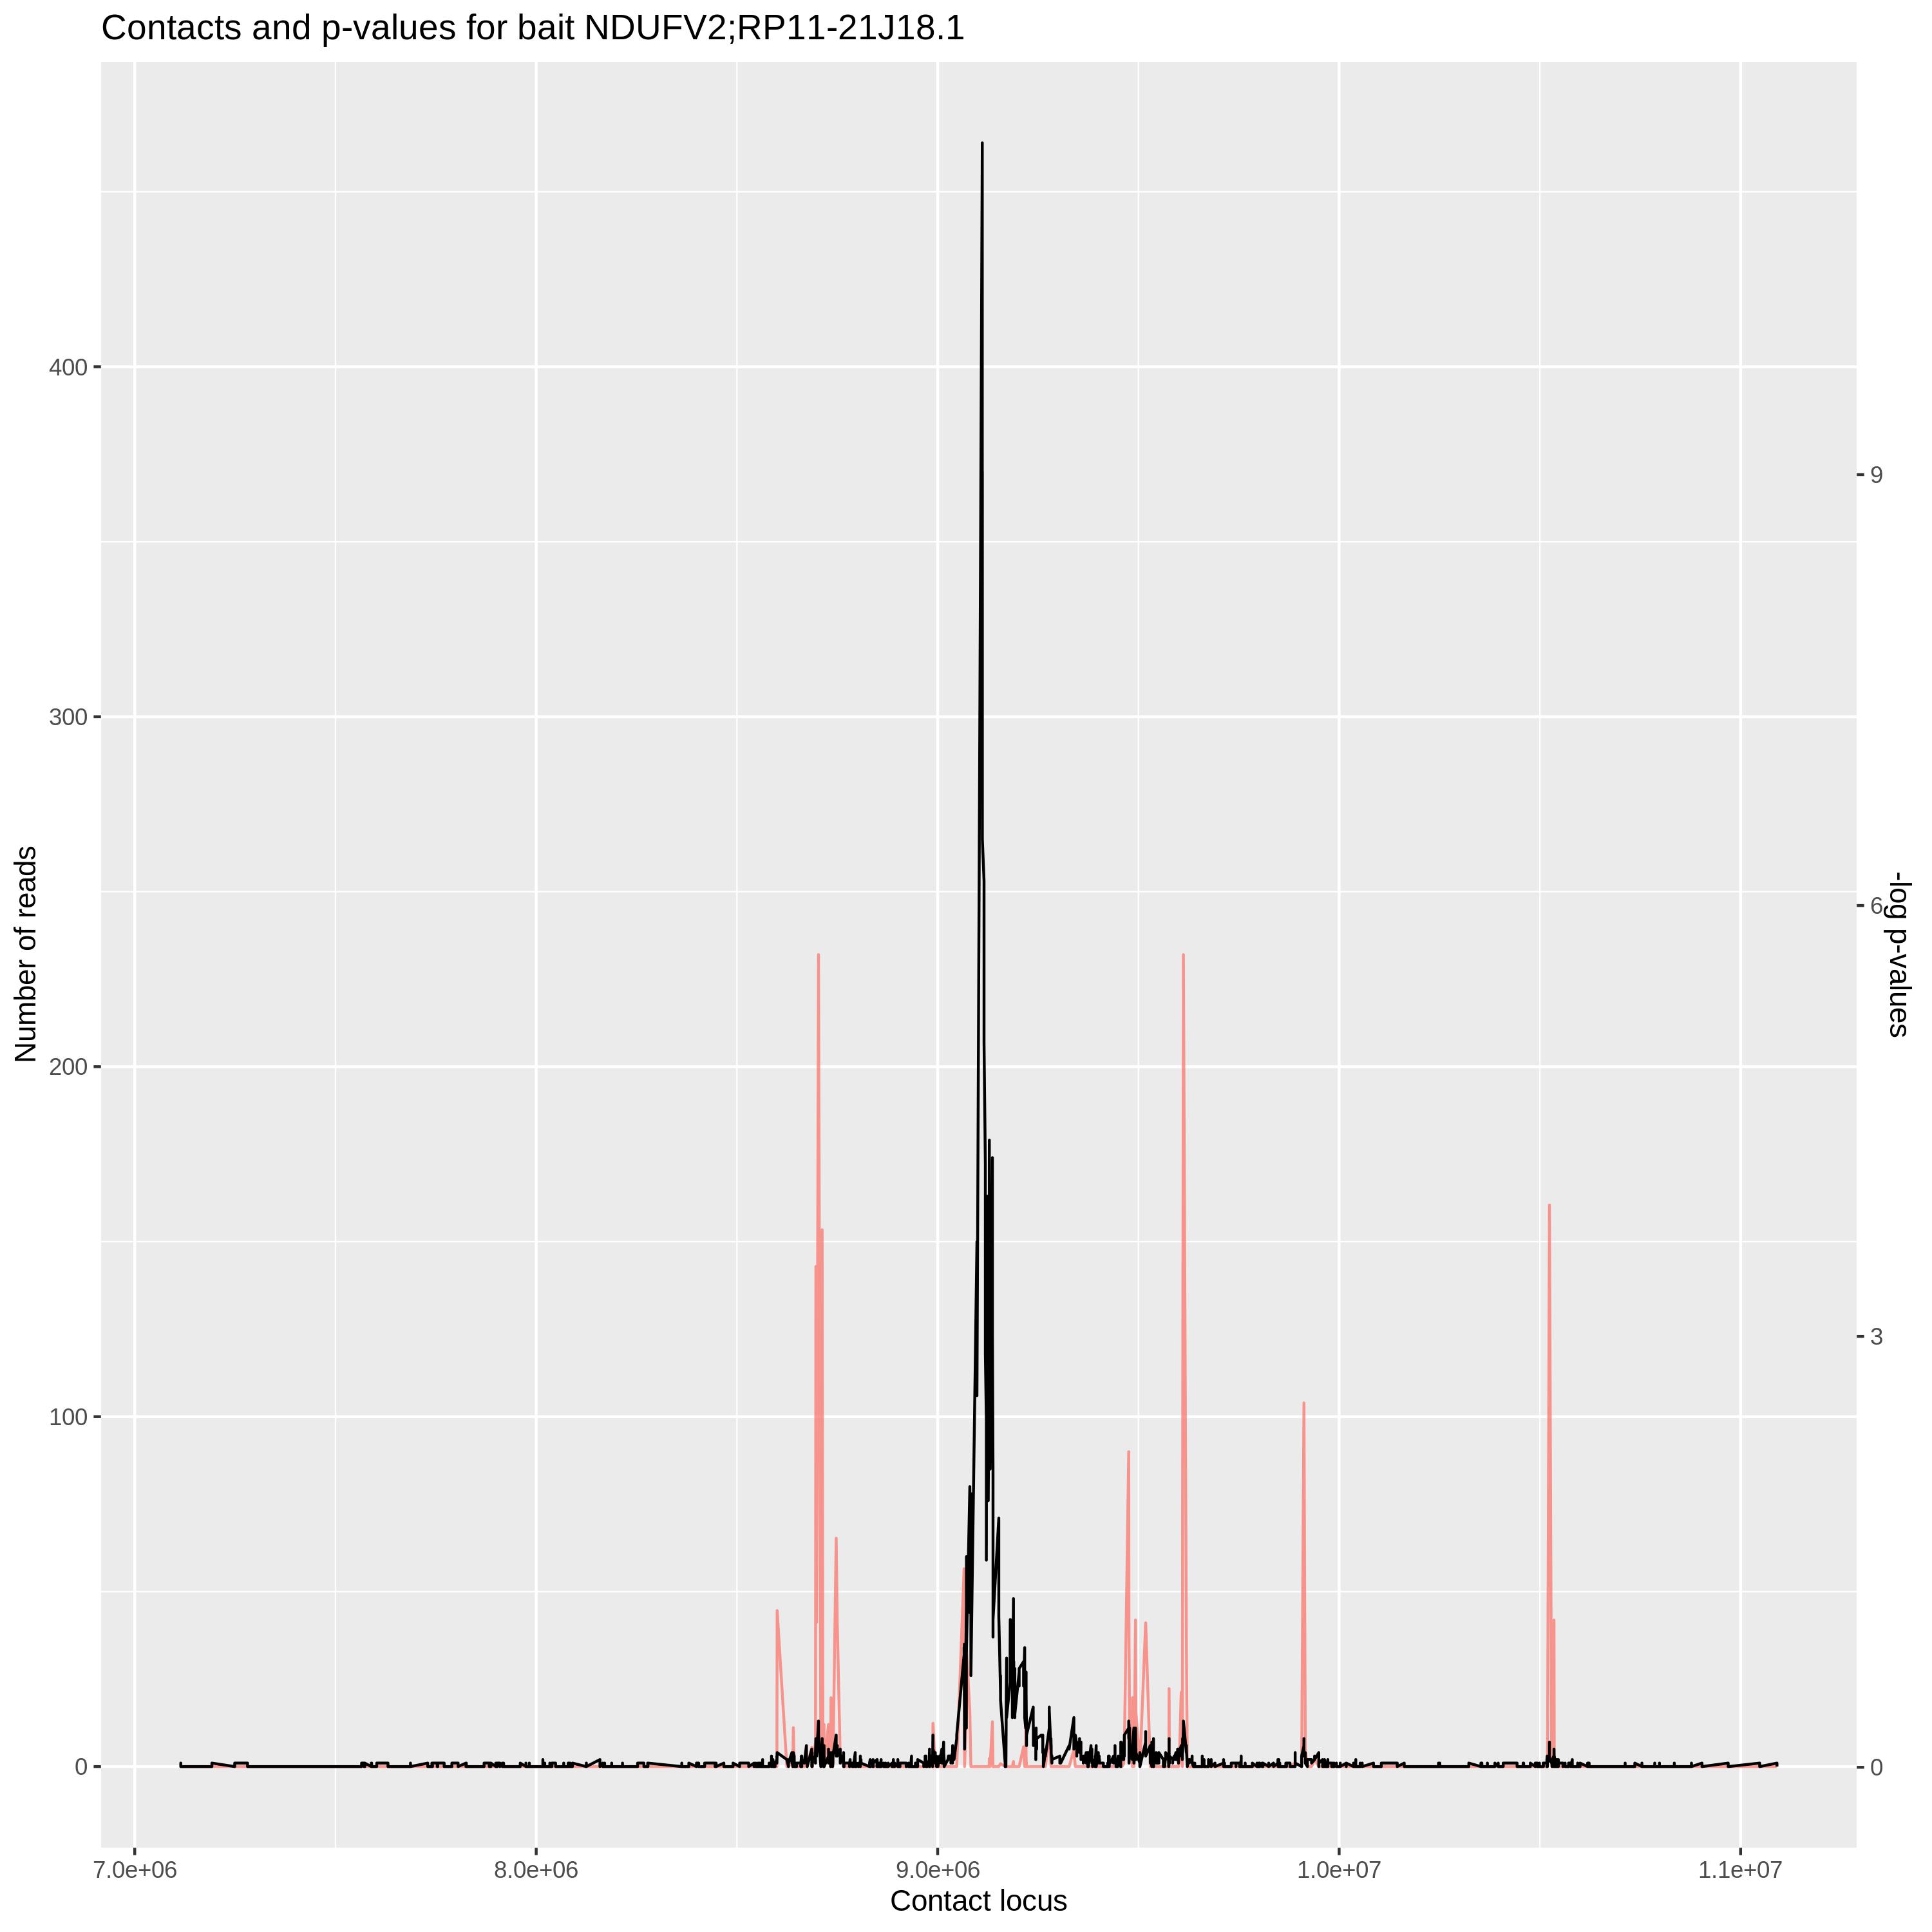 Contacts and p-values for bait NDUFV2;RP11-21J18.1
Number of reads
400
300
200
100
0
9
6
3
0
-log p-values
7.0e+06
8.0e+06
9.0e+06
1.0e+07
1.1e+07
Contact locus